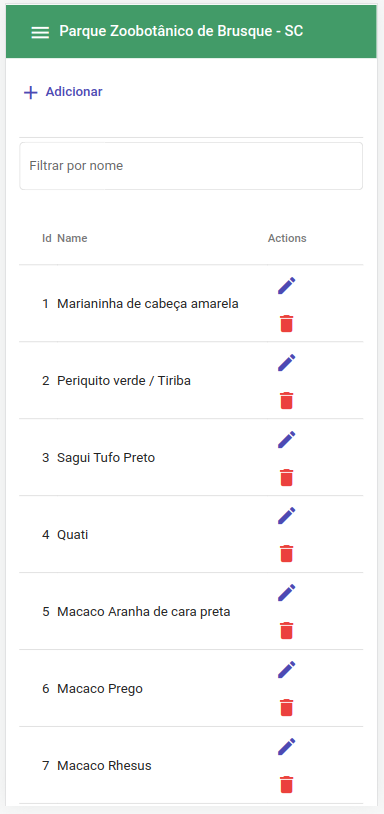 Parque Zoobotânico de Brusque - SC
Adicionar
Filtrar por nome
Id Name Actions
1 Marianinha de cabeça amarela
2 Periquito verde / Tiriba
3 Sagui Tufo Preto
4 Quati
5 Macaco Aranha de cara preta
6 Macaco Prego
7 Macaco Rhesus